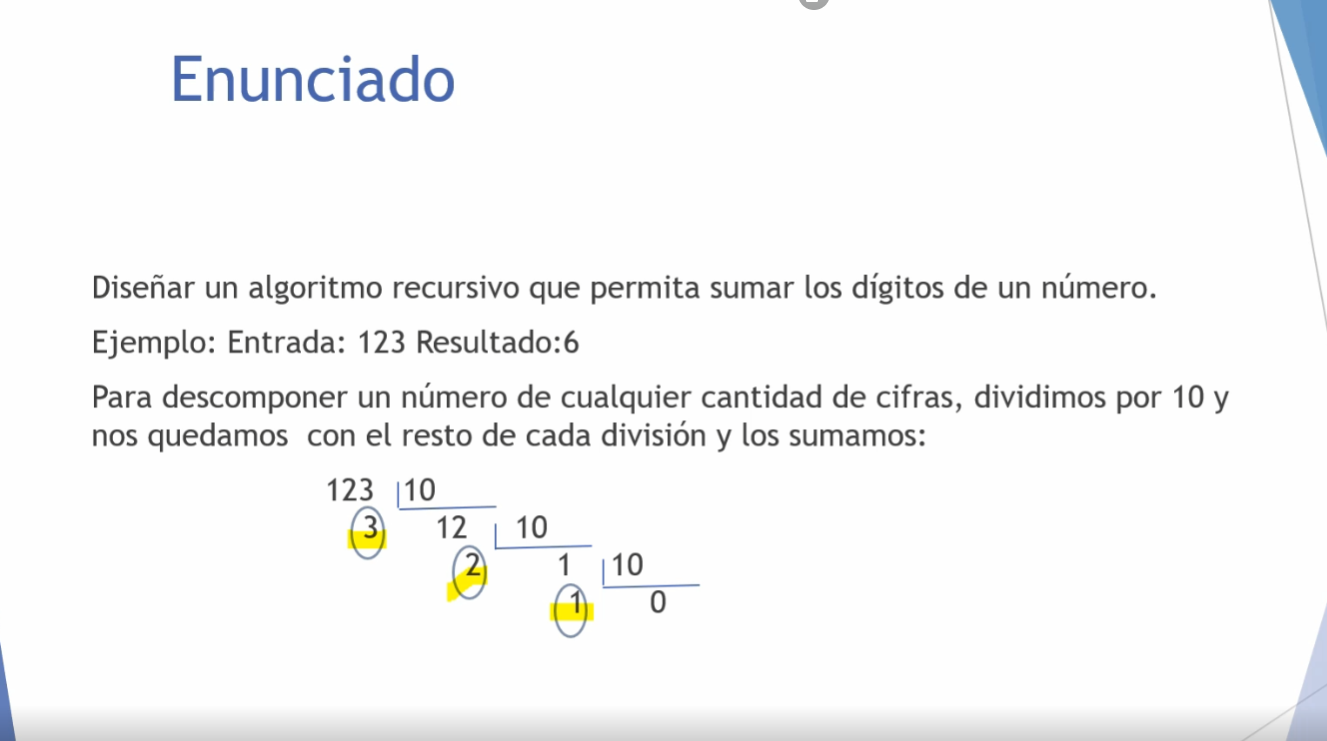 Enunciado
Diseñar un algoritmo recursivo que permita sumar los dígitos de un número.
Ejemplo: Entrada: 123 Resultado:6
Para descomponer un número de cualquier cantidad de cifras, dividimos por 10 y
nos quedamos con el resto de cada división y los sumamos:
123 10
3 12 10
2 1 10
1 0